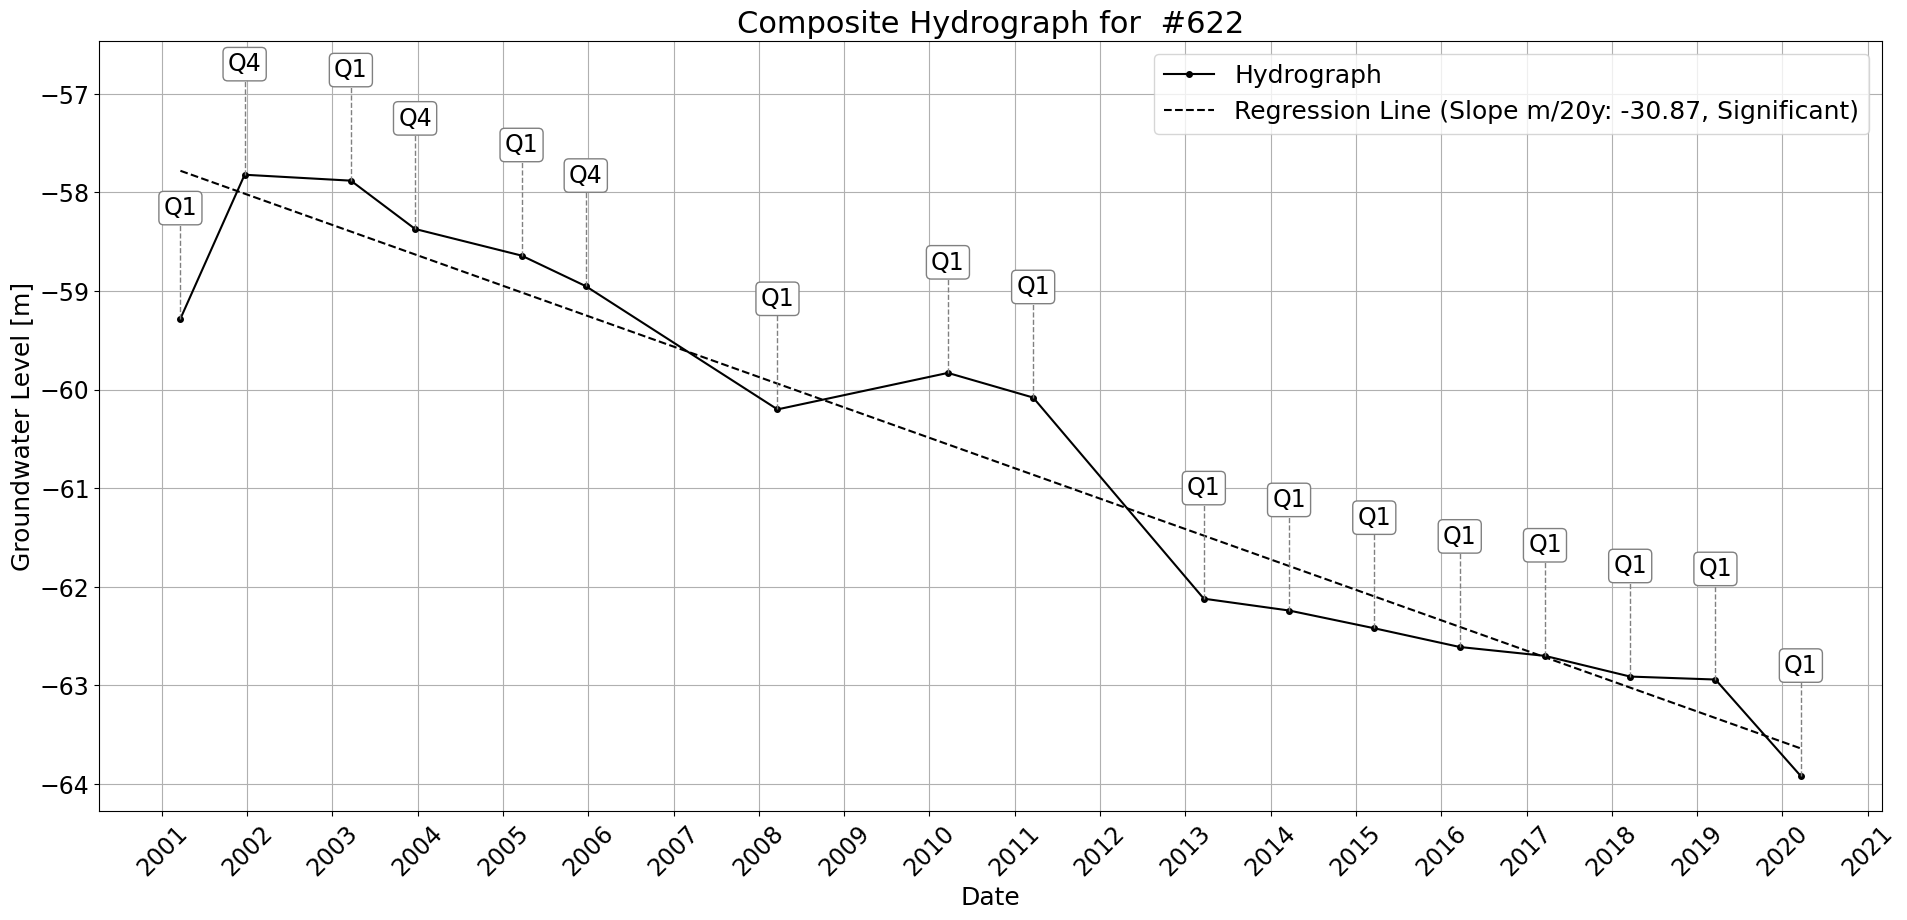 Composite Hydrograph for  #622
Hydrograph
Regression Line (Slope m/20y: -30.87, Significant)
Q4
Q1
Q4
Q1
Q4
Q1
Q1
Q1
Q1
Q1
Q1
Q1
Q1
Q1
Q1
Q1
Q1
Groundwater Level [m]
−57
−58
−59
−60
−61
−62
−63
−64
2001
2002
2003
2004
2005
2006
2007
2008
2009
2010
2011
2012
2013
2014
2015
2016
2017
2018
2019
2020
2021
Date